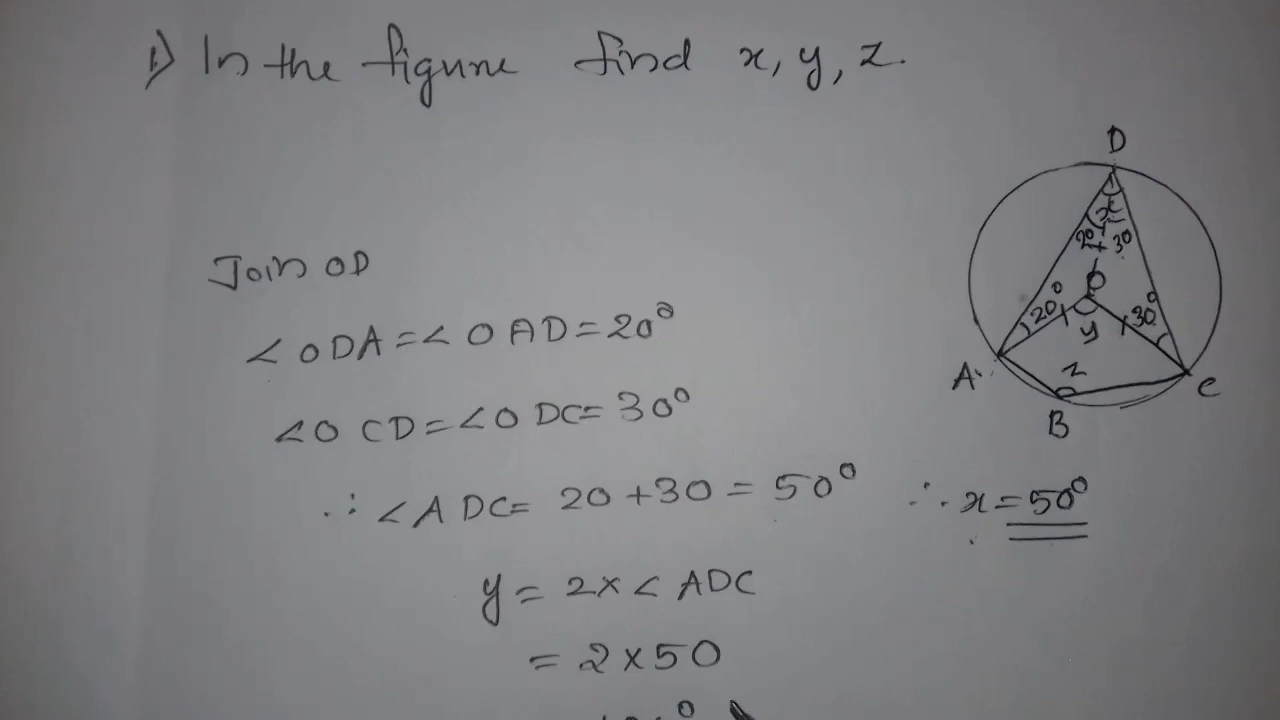 1) In the figure find x, y, z.
D
x
20 30
Join OD
O
20° 30°
y
∠ODA=∠OAD=20°
A z C
B
∠OCD=∠ODC=30°
∴ ∠ADC= 20+30=50° ∴ x=50°
y= 2×∠ADC
= 2×50